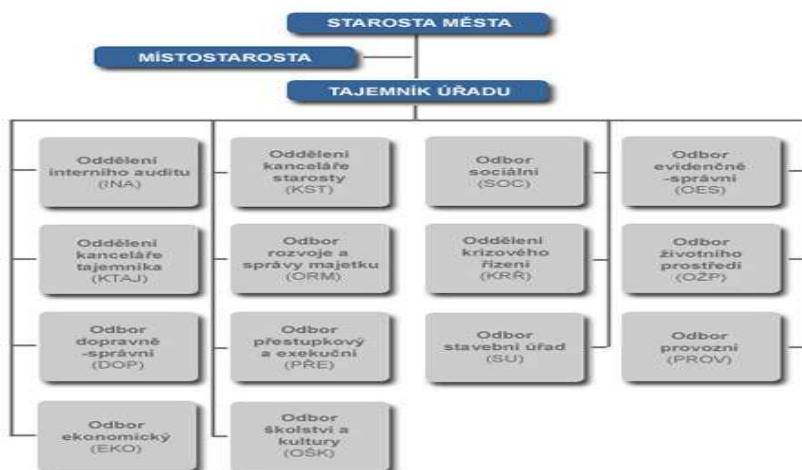 STAROSTA MĚSTA
MÍSTOSTAROSTA
TAJEMNÍK ÚŘADU
Oddělení
interního auditu
(INA)
Oddělení
kanceláře
starosty
(KST)
Odbor
sociální
(SOC)
Odbor
evidenčně
-správní
(OES)
Oddělení
kanceláře
tajemníka
(KTAJ)
Odbor
rozvoje a
správy majetku
(ORM)
Oddělení
krizového
řízení
(KRŘ)
Odbor
životního
prostředí
(OŽP)
Odbor
dopravně
-správní
(DOP)
Odbor
přestupkový
a exekuční
(PŘE)
Odbor
stavební úřad
(SU)
Odbor
provozní
(PROV)
Odbor
ekonomický
(EKO)
Odbor
školství a
kultury
(OŠK)